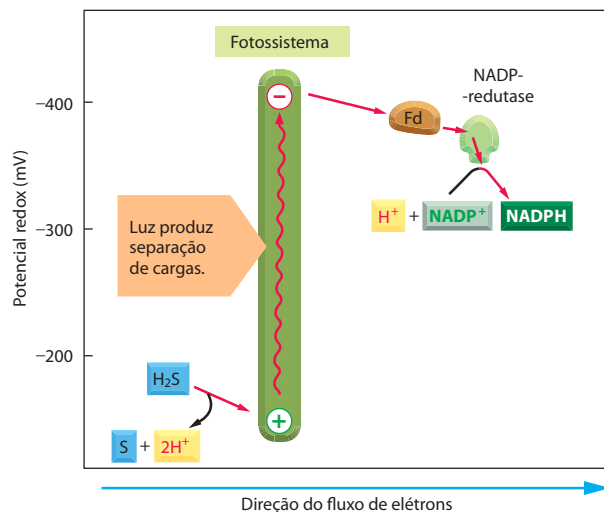 Fotossistema
NADP-
-redutase
–400
–
Fd
H⁺ + NADP⁺ NADPH
Potencial redox (mV)
–300
Luz produz
separação
de cargas.
–200
H₂S
+
S + 2H⁺
Direção do fluxo de elétrons